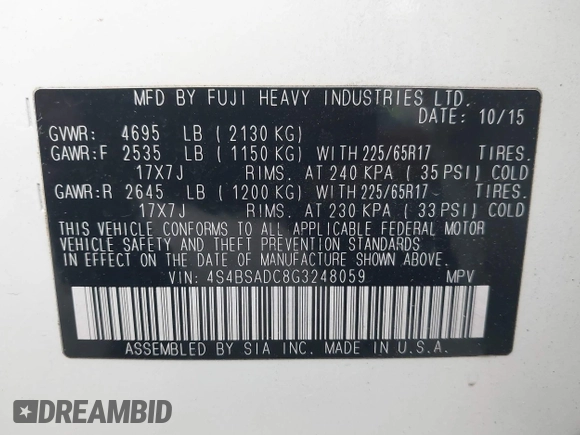 MFD BY FUJI HEAVY INDUSTRIES LTD.
DATE: 10/15
GVWR: 4695 LB (2130 KG)
GAWR:F 2535 LB (1150 KG) WITH 225/65R17 TIRES.
17X7J RIMS. AT 240 KPA (35 PSI) COLD
GAWR:R 2645 LB (1200 KG) WITH 225/65R17 TIRES.
17X7J RIMS. AT 230 KPA (33 PSI) COLD
THIS VEHICLE CONFORMS TO ALL APPLICABLE FEDERAL MOTOR
VEHICLE SAFETY AND THEFT PREVENTION STANDARDS
IN EFFECT ON THE DATE OF MANUFACTURE SHOWN ABOVE.
VIN: 4S4BSADC8G3248059 MPV
ASSEMBLED BY SIA INC. MADE IN U.S.A.
DREAMBID